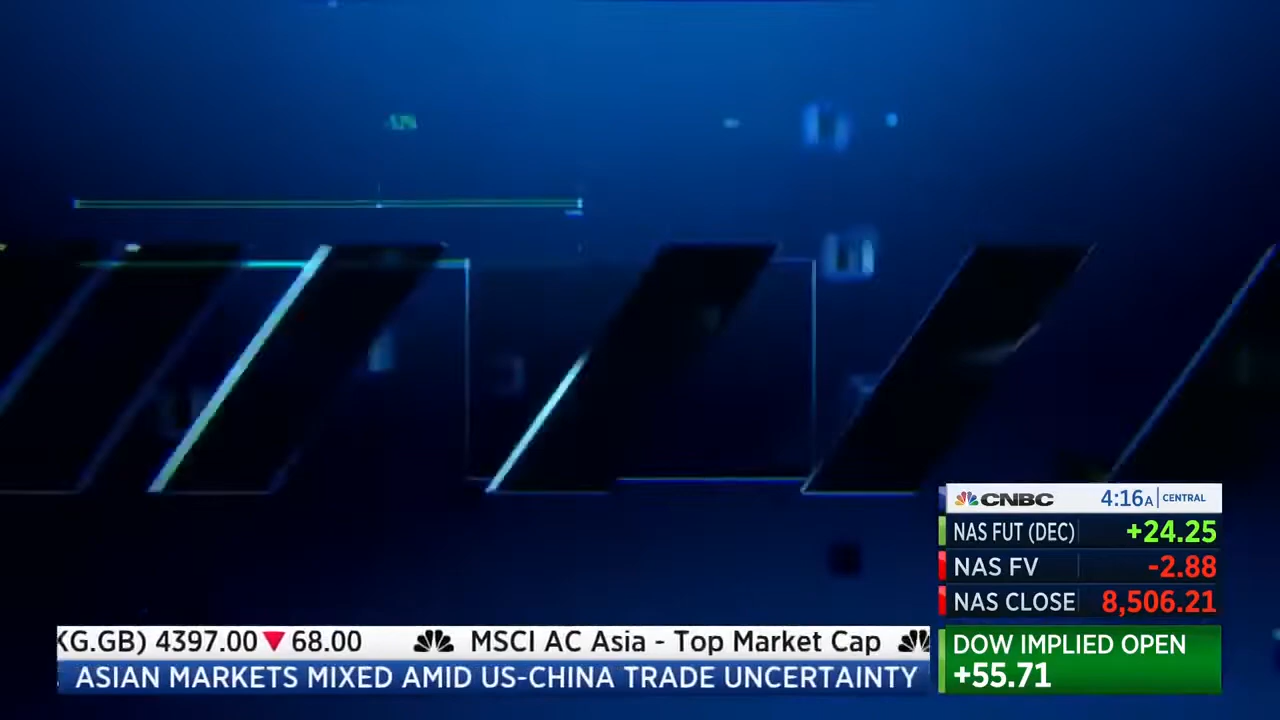 CNBC 4:16A CENTRAL
NAS FUT (DEC) +24.25
NAS FV -2.88
NAS CLOSE 8,506.21
DOW IMPLIED OPEN
+55.71
KG.GB) 4397.00 ▼ 68.00 MSCI AC Asia - Top Market Cap
ASIAN MARKETS MIXED AMID US-CHINA TRADE UNCERTAINTY